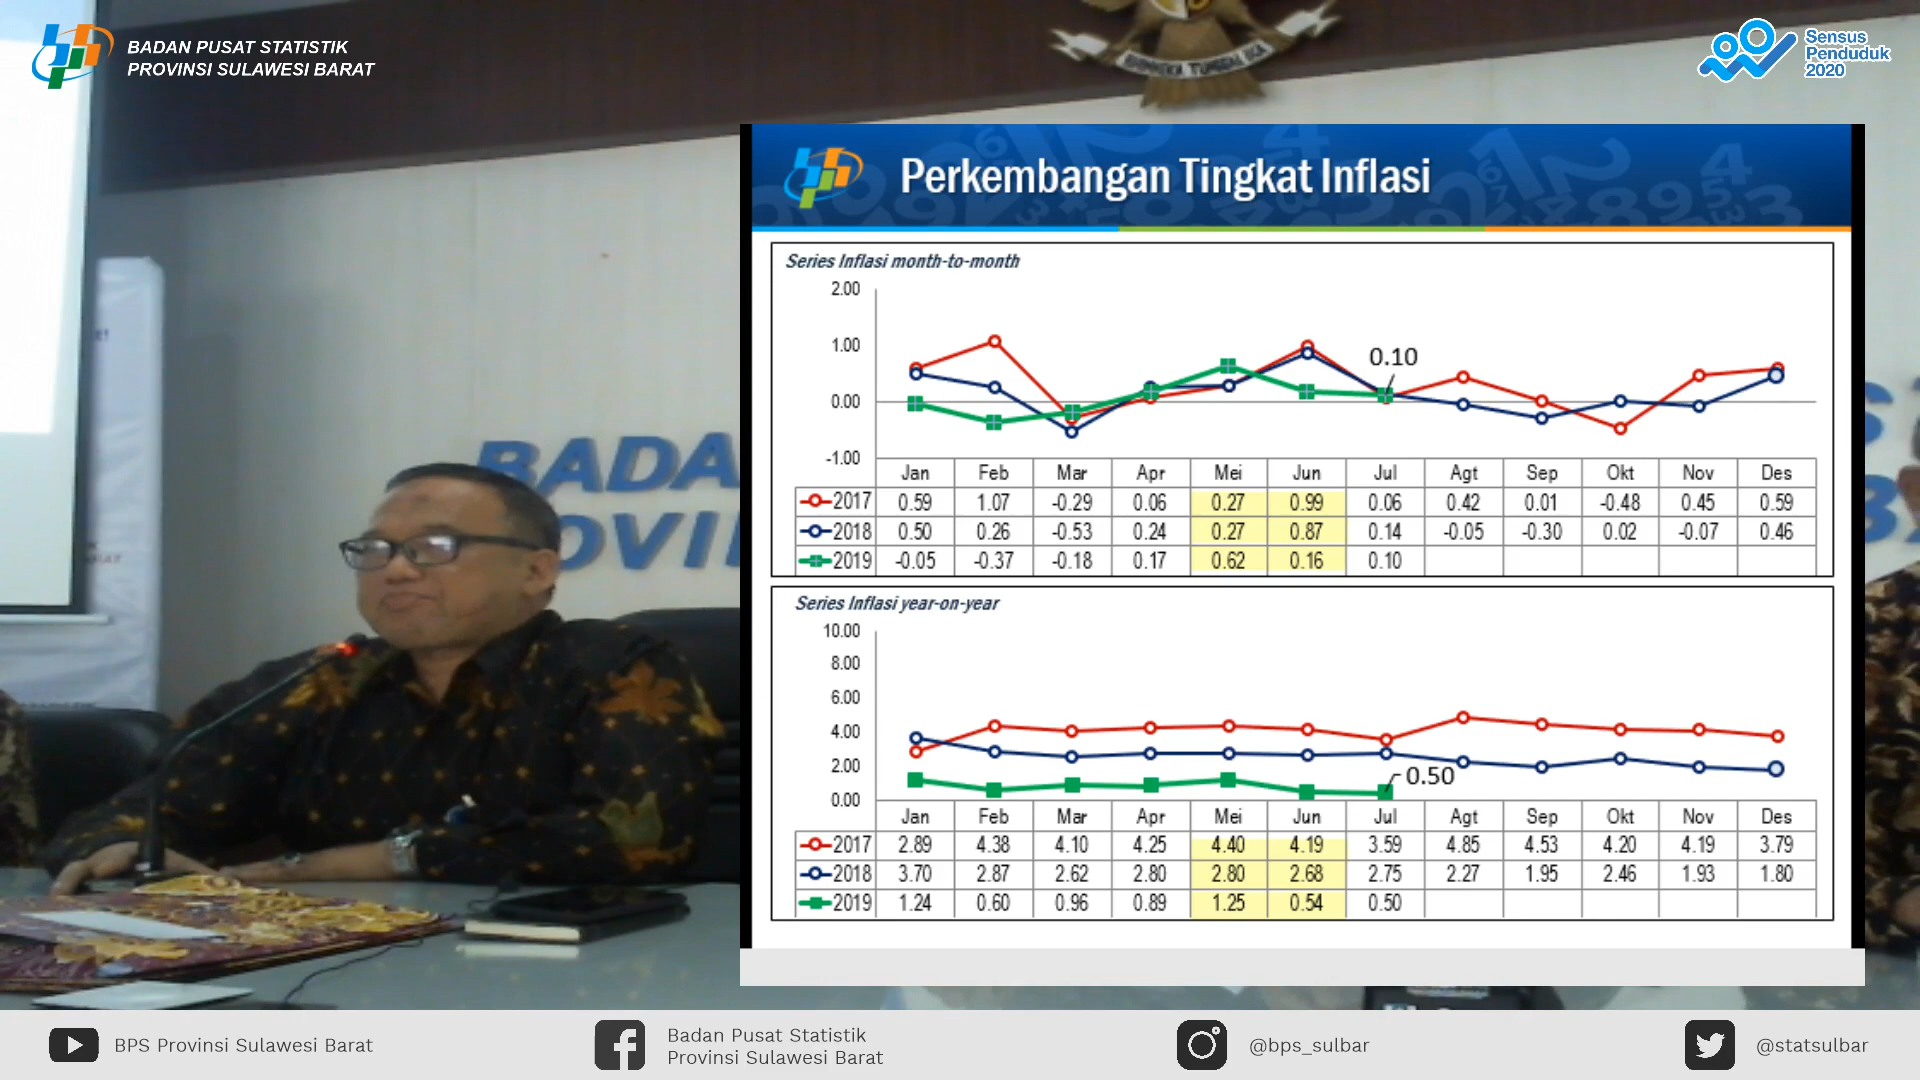 BADAN PUSAT STATISTIK
PROVINSI SULAWESI BARAT
Sensus
Penduduk
2020
BHINNEKA TUNGGAL IKA
Perkembangan Tingkat Inflasi
Series Inflasi month-to-month
2.00
1.00
0.00
-1.00
0.10
Jan Feb Mar Apr Mei Jun Jul Agt Sep Okt Nov Des
2017 0.59 1.07 -0.29 0.06 0.27 0.99 0.06 0.42 0.01 -0.48 0.45 0.59
2018 0.50 0.26 -0.53 0.24 0.27 0.87 0.14 -0.05 -0.30 0.02 -0.07 0.46
2019 -0.05 -0.37 -0.18 0.17 0.62 0.16 0.10
Series Inflasi year-on-year
10.00
8.00
6.00
4.00
2.00
0.00
0.50
Jan Feb Mar Apr Mei Jun Jul Agt Sep Okt Nov Des
2017 2.89 4.38 4.10 4.25 4.40 4.19 3.59 4.85 4.53 4.20 4.19 3.79
2018 3.70 2.87 2.62 2.80 2.80 2.68 2.75 2.27 1.95 2.46 1.93 1.80
2019 1.24 0.60 0.96 0.89 1.25 0.54 0.50
BADA
OVI
BPS Provinsi Sulawesi Barat
Badan Pusat Statistik
Provinsi Sulawesi Barat
@bps_sulbar
@statsulbar